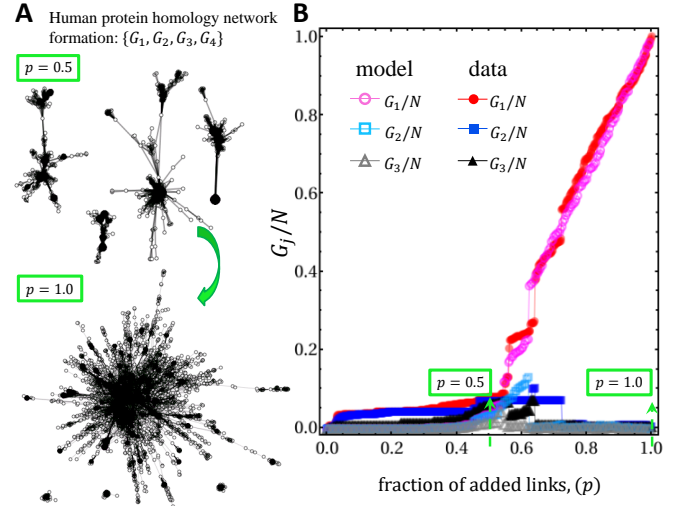 A
Human protein homology network
formation: {G₁, G₂, G₃, G₄}
p = 0.5
p = 1.0
B
1.0
0.8
0.6
0.4
0.2
0.0
G_j/N
model data
G₁/N G₁/N
G₂/N G₂/N
G₃/N G₃/N
p = 0.5
p = 1.0
0.0 0.2 0.4 0.6 0.8 1.0
fraction of added links, (p)